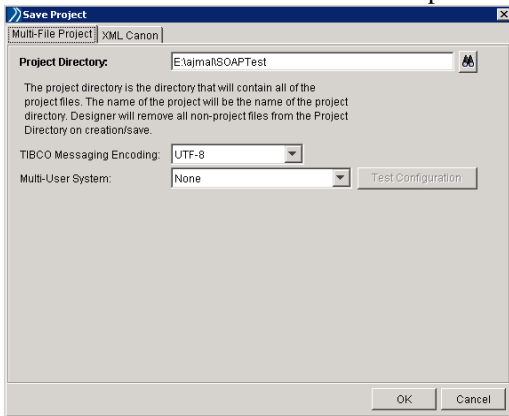 Save Project
Multi-File Project XML Canon
Project Directory: E:\ajmal\SOAPTest
The project directory is the directory that will contain all of the
project files. The name of the project will be the name of the project
directory. Designer will remove all non-project files from the Project
Directory on creation/save.
TIBCO Messaging Encoding: UTF-8
Multi-User System: None Test Configuration
OK Cancel